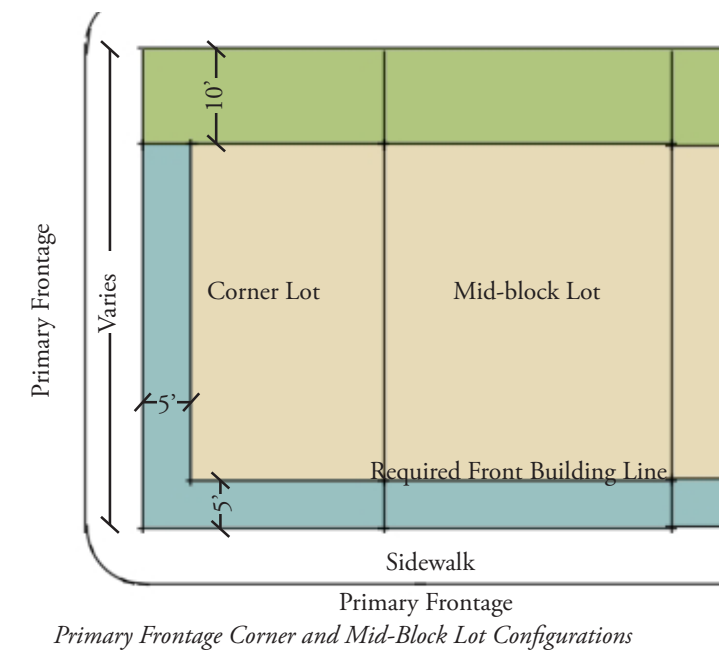 10’
Primary Frontage
Varies
Corner Lot
Mid-block Lot
5’
Required Front Building Line
5’
Sidewalk
Primary Frontage
Primary Frontage Corner and Mid-Block Lot Configurations